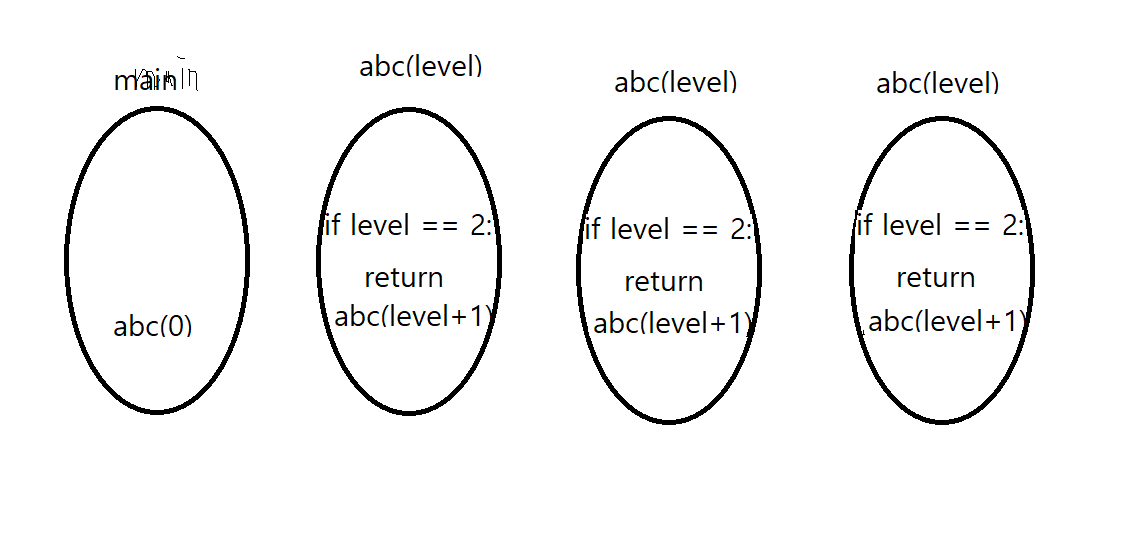 main
abc(0)
abc(level)
if level == 2:
return
abc(level+1)
abc(level)
if level == 2:
return
abc(level+1)
abc(level)
if level == 2:
return
abc(level+1)